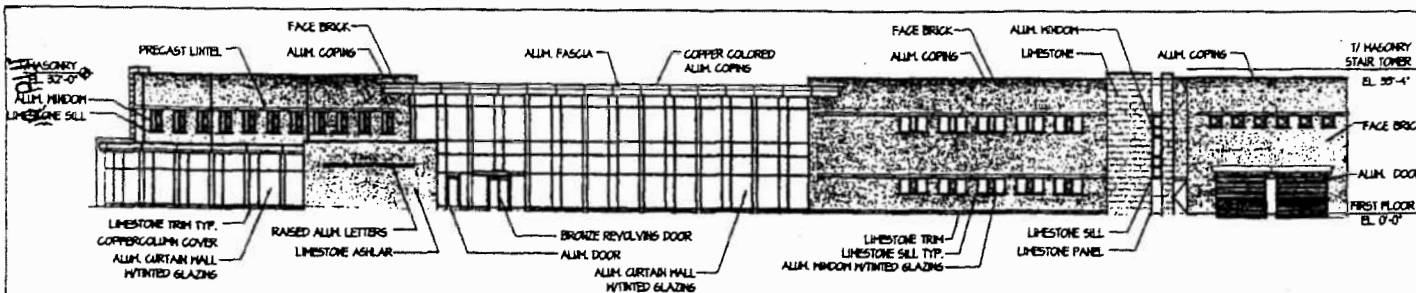 FACE BRICK
PRECAST LINTEL
ALUM. COPING
ALUM. FASCIA
COPPER COLORED
ALUM. COPING
FACE BRICK
ALUM. COPING
ALUM. WINDOW
LIMESTONE
ALUM. COPING
T/ MASONRY
STAIR TOWER
EL. 35'-4"
MASONRY
EL. 32'-0"
ALUM. WINDOW
LIMESTONE SILL
FACE BRICK
ALUM. DOOR
FIRST FLOOR
EL. 0'-0"
LIMESTONE TRIM TYP.
COPPER COLUMN COVER
ALUM. CURTAIN WALL
W/TINTED GLAZING
RAISED ALUM. LETTERS
LIMESTONE ASHLAR
BRONZE REVOLVING DOOR
ALUM. DOOR
ALUM. CURTAIN WALL
W/TINTED GLAZING
LIMESTONE TRIM
LIMESTONE SILL TYP.
ALUM. WINDOW W/TINTED GLAZING
LIMESTONE SILL
LIMESTONE PANEL